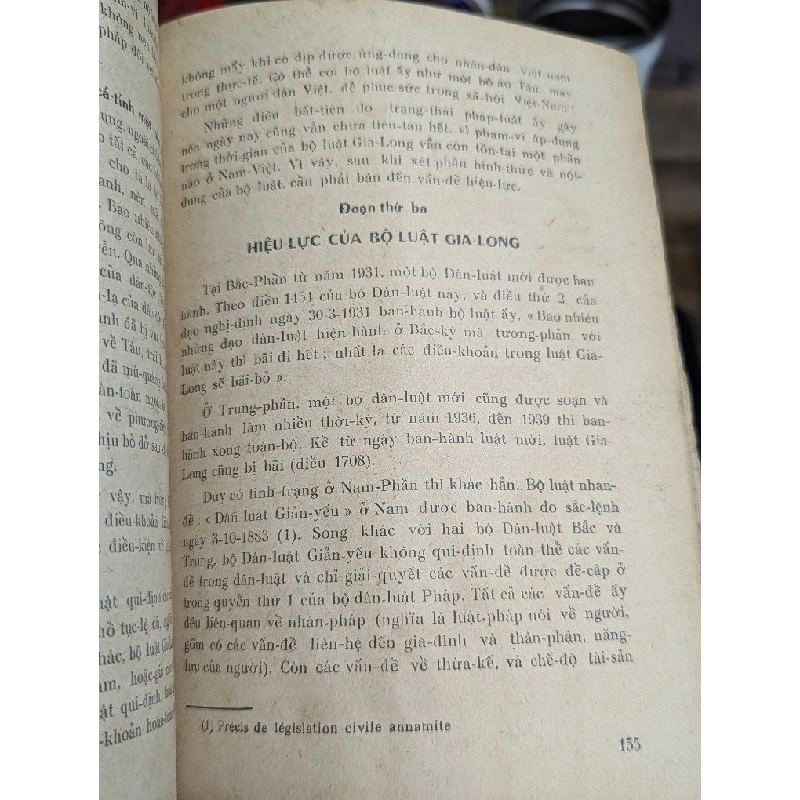 không mấy khi có dịp được ứng-dụng cho nhân-dân Việt-nam
trong thực-tế. Có thể coi bộ luật ấy như một bộ áo Tầu, may
cho một người dân Việt, để phục-sức trong xã-hội Việt-Nam !
Những điều bất-tiện do trạng-thái pháp-luật ấy gây
nên ngày nay cũng vẫn chưa tiêu-tan hết, vì phạm-vi áp-dụng
trong thời-gian của bộ luật Gia-Long vẫn còn tồn-tại một phần
nào ở Nam-Việt. Vì vậy, sau khi xét phần hình-thức và nội-
dung của bộ luật, cần phải bàn đến vấn-đề hiệu-lực.
Đoạn thứ ba
HIỆU-LỰC CỦA BỘ LUẬT GIA-LONG
Tại Bắc-Phần từ năm 1931, một bộ Dân-luật mới được ban
hành. Theo điều 1454 của bộ Dân-luật này, và điều thứ 2 của
đạo nghị-định ngày 30-3-1931 ban-hành bộ luật ấy, « Bao nhiêu
những đạo dân-luật hiện-hành ở Bắc-kỳ mà tương-phản với
luật này thì bãi đi hết ; nhất là các điều-khoản trong luật Gia-
Long sẽ bãi-bỏ ».
Ở Trung-phần, một bộ dân-luật mới cũng được soạn và
ban-hành làm nhiều thời-kỳ, từ năm 1936, đến 1939 thì ban-
hành xong toàn-bộ. Kể từ ngày ban-hành luật mới, luật Gia-
Long cũng bị bãi (điều 1708).
Duy có tình-trạng ở Nam-Phần thì khác hẳn. Bộ luật nhan-
đề : « Dân luật Giản-yếu » ở Nam được ban-hành do sắc-lệnh
ngày 3-10-1883 (1). Song khác với hai bộ Dân-luật Bắc và
Trung, bộ Dân-luật Giản-yếu không qui-định toàn thể các vấn-
đề trong dân-luật và chỉ giải quyết các vấn-đề được đề-cập ở
trong quyển thứ 1 của bộ dân-luật Pháp. Tất cả các vấn-đề ấy
đều liên-quan về nhân-pháp (nghĩa là luật-pháp nói về người,
gồm có các vấn-đề liên-hệ đến gia-đình và thân-phận, năng-
lực của người). Còn các vấn-đề về thừa-kế, và chế-độ tài-sản
(1) Précis de législation civile annamite
155